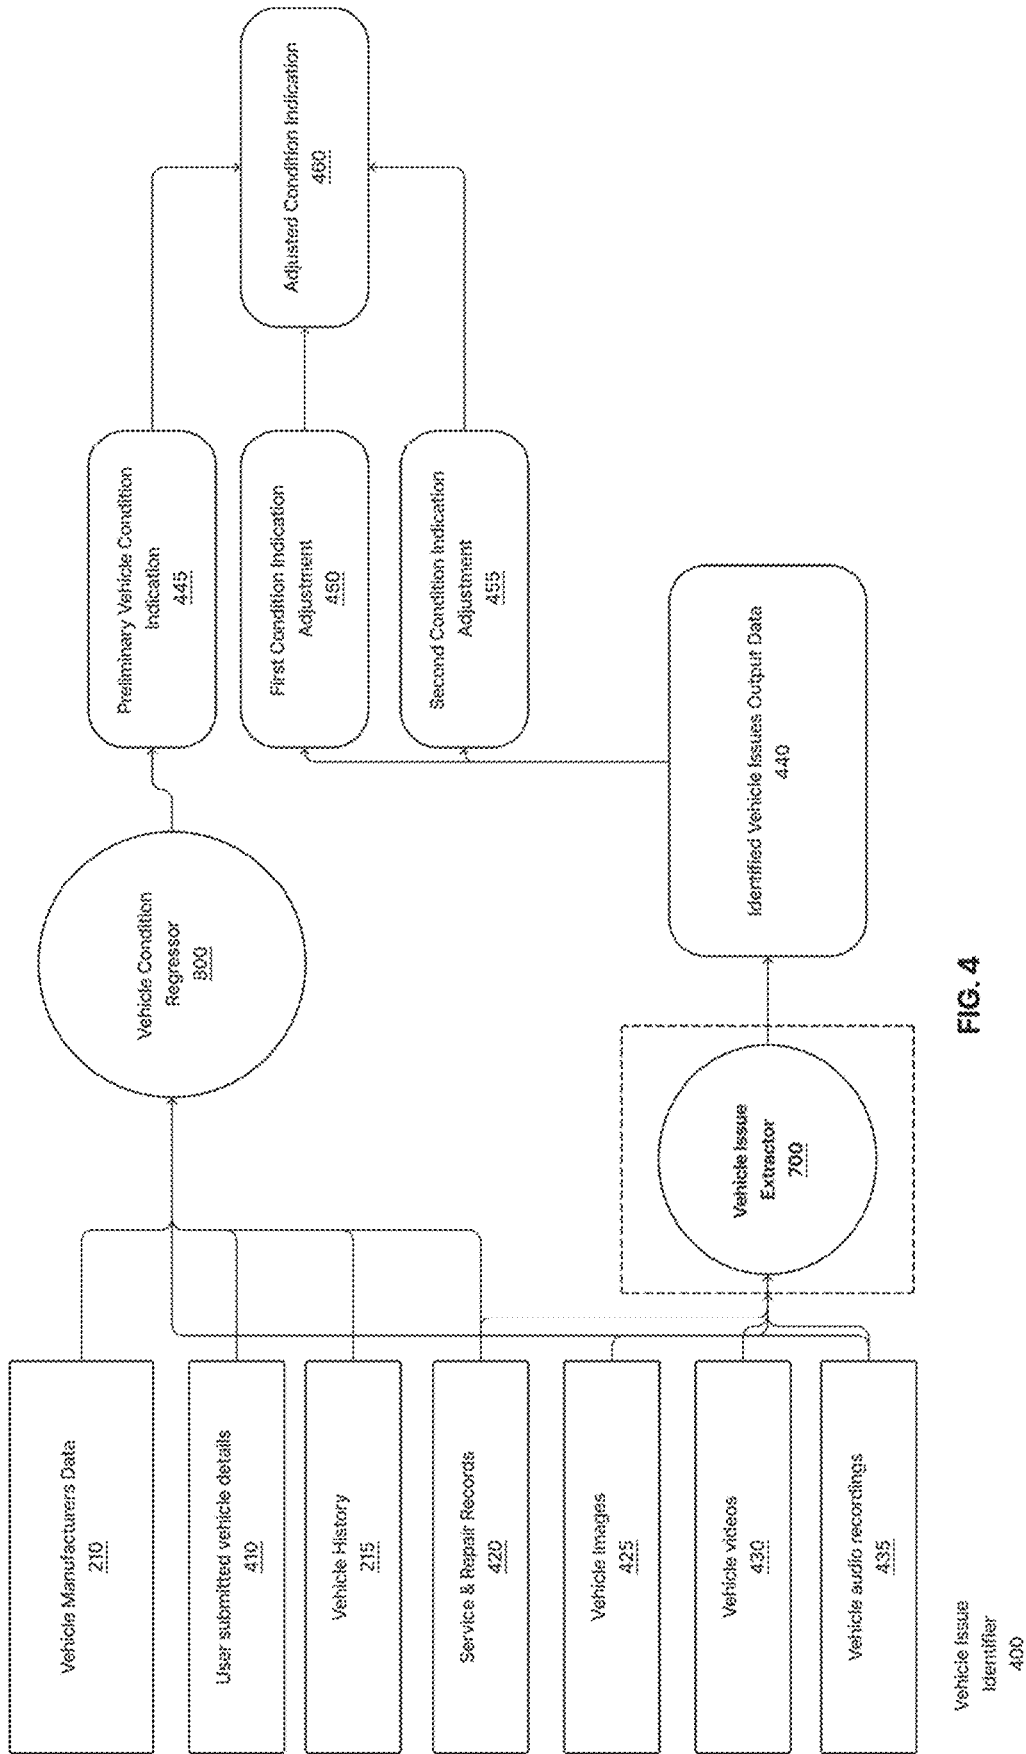 Vehicle Manufacturers Data
210
User submitted vehicle details
410
Vehicle History
215
Service & Repair Records
420
Vehicle Images
425
Vehicle videos
430
Vehicle audio recordings
435
Vehicle Condition
Regressor
800
Vehicle Issue
Extractor
700
Preliminary Vehicle Condition
Indication
445
First Condition Indication
Adjustment
450
Second Condition Indication
Adjustment
455
Identified Vehicle Issues Output Data
440
Adjusted Condition Indication
460
Vehicle Issue
Identifier
400
FIG. 4